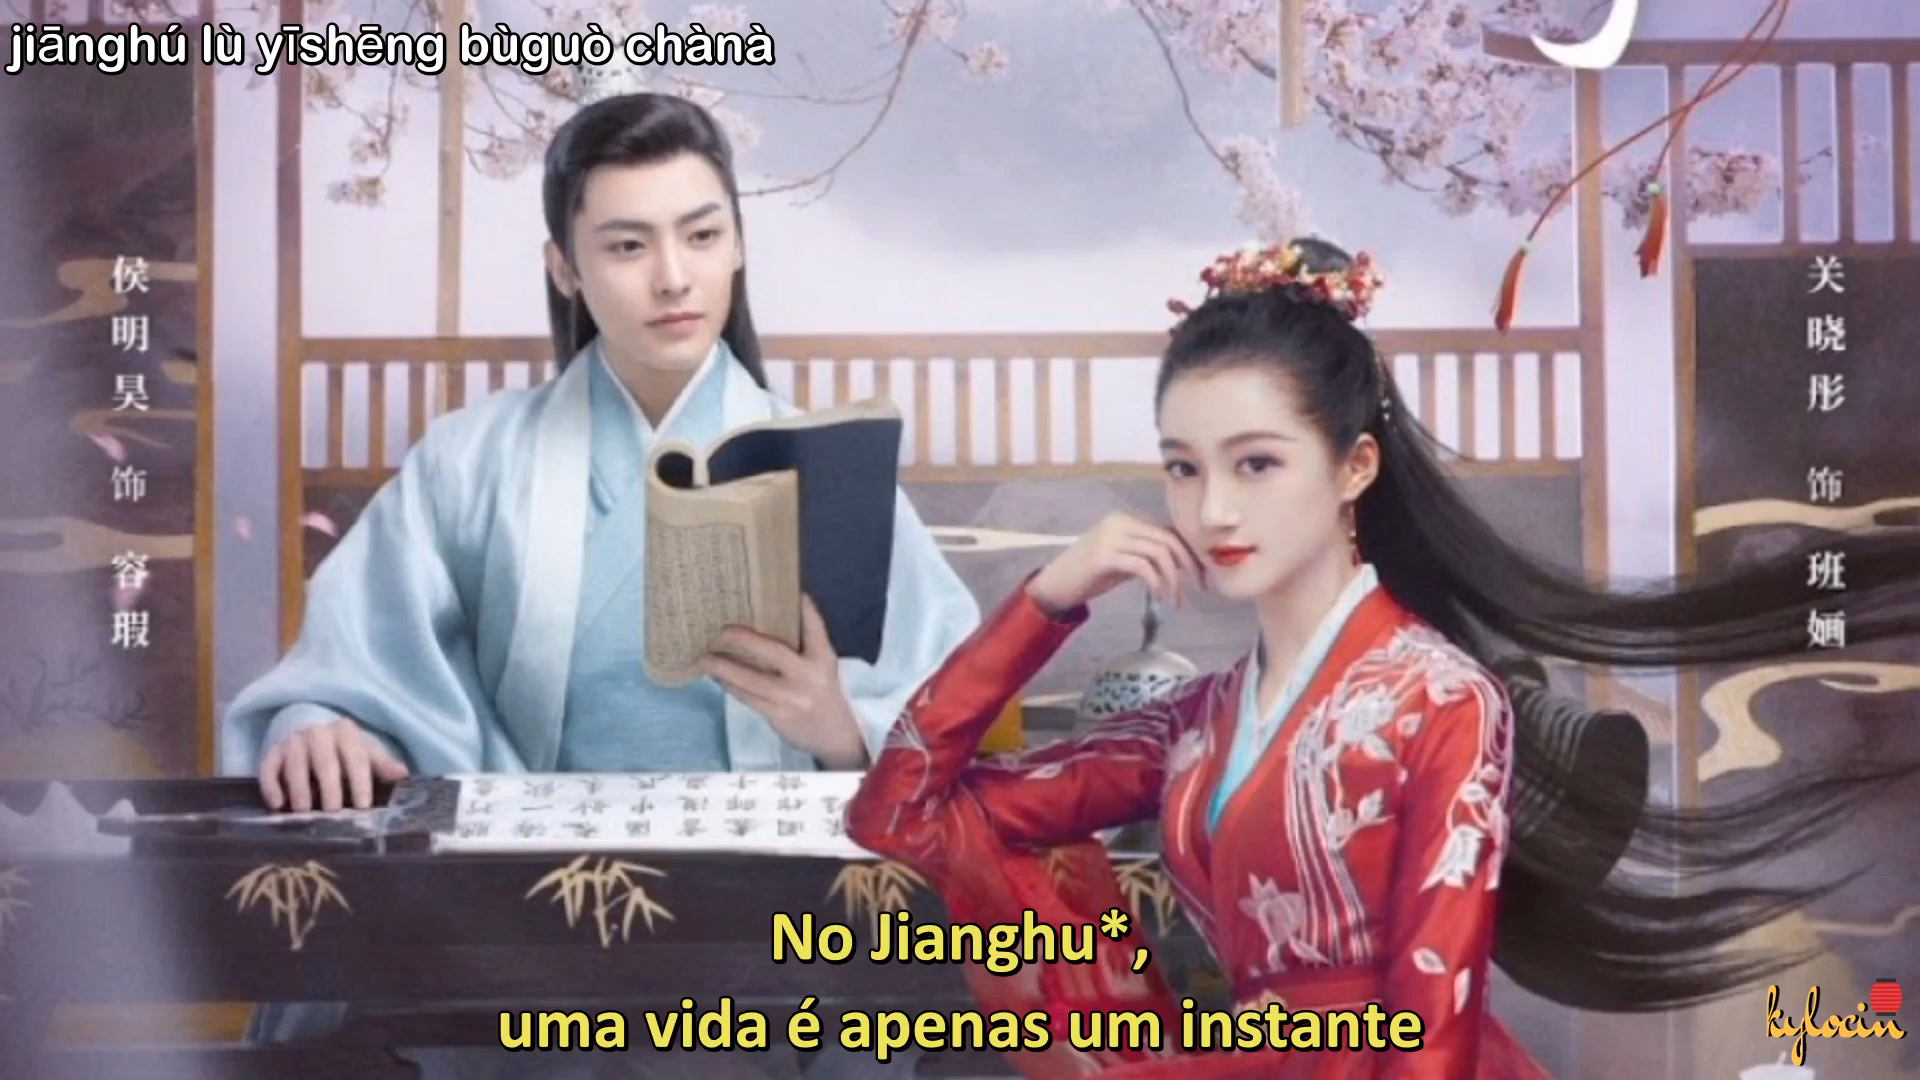 jiānghú lù yīshēng bùguò chànà
侯明昊 饰 容瑕
关晓彤 饰 班婳
No Jianghu*,
uma vida é apenas um instante
kylocin